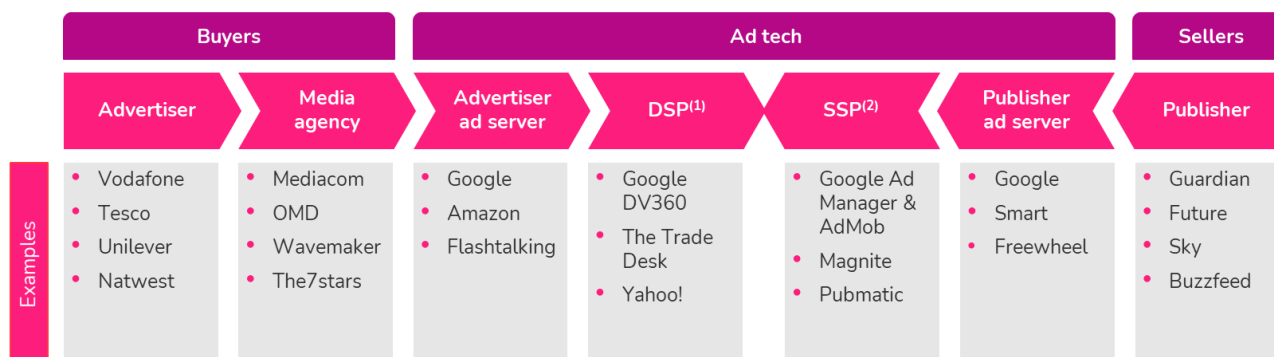 Buyers
Ad tech
Sellers
Advertiser
Media
agency
Advertiser
ad server
DSP(1)
SSP(2)
Publisher
ad server
Publisher
Examples
• Vodafone
• Tesco
• Unilever
• Natwest
• Mediacom
• OMD
• Wavemaker
• The7stars
• Google
• Amazon
• Flashtalking
• Google
DV360
• The Trade
Desk
• Yahoo!
• Google Ad
Manager &
AdMob
• Magnite
• Pubmatic
• Google
• Smart
• Freewheel
• Guardian
• Future
• Sky
• Buzzfeed